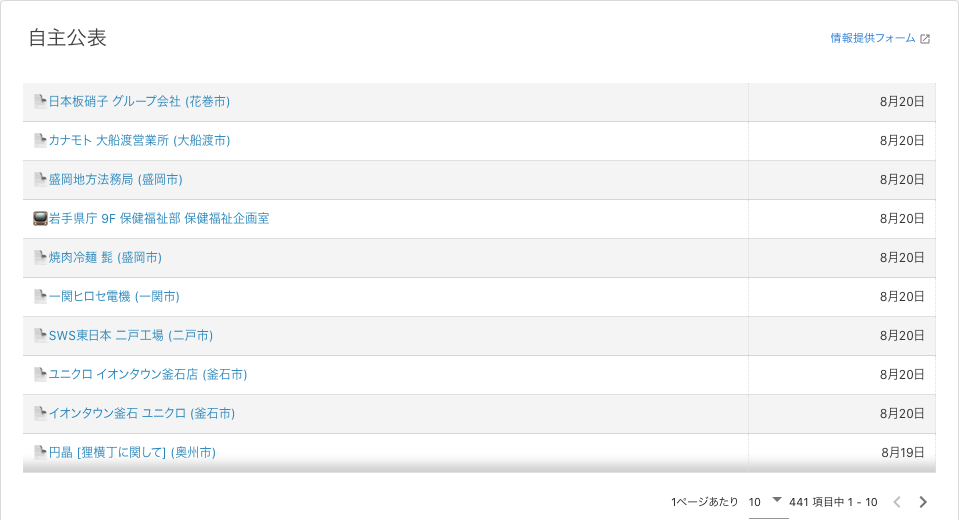 自主公表
情報提供フォーム
日本板硝子 グループ会社 (花巻市) 8月20日
カナモト 大船渡営業所 (大船渡市) 8月20日
盛岡地方法務局 (盛岡市) 8月20日
岩手県庁 9F 保健福祉部 保健福祉企画室 8月20日
焼肉冷麺 髭 (盛岡市) 8月20日
一関ヒロセ電機 (一関市) 8月20日
SWS東日本 二戸工場 (二戸市) 8月20日
ユニクロ イオンタウン釜石店 (釜石市) 8月20日
イオンタウン釜石 ユニクロ (釜石市) 8月20日
円晶 [狸横丁に関して] (奥州市) 8月19日
1ページあたり 10 441 項目中 1 - 10